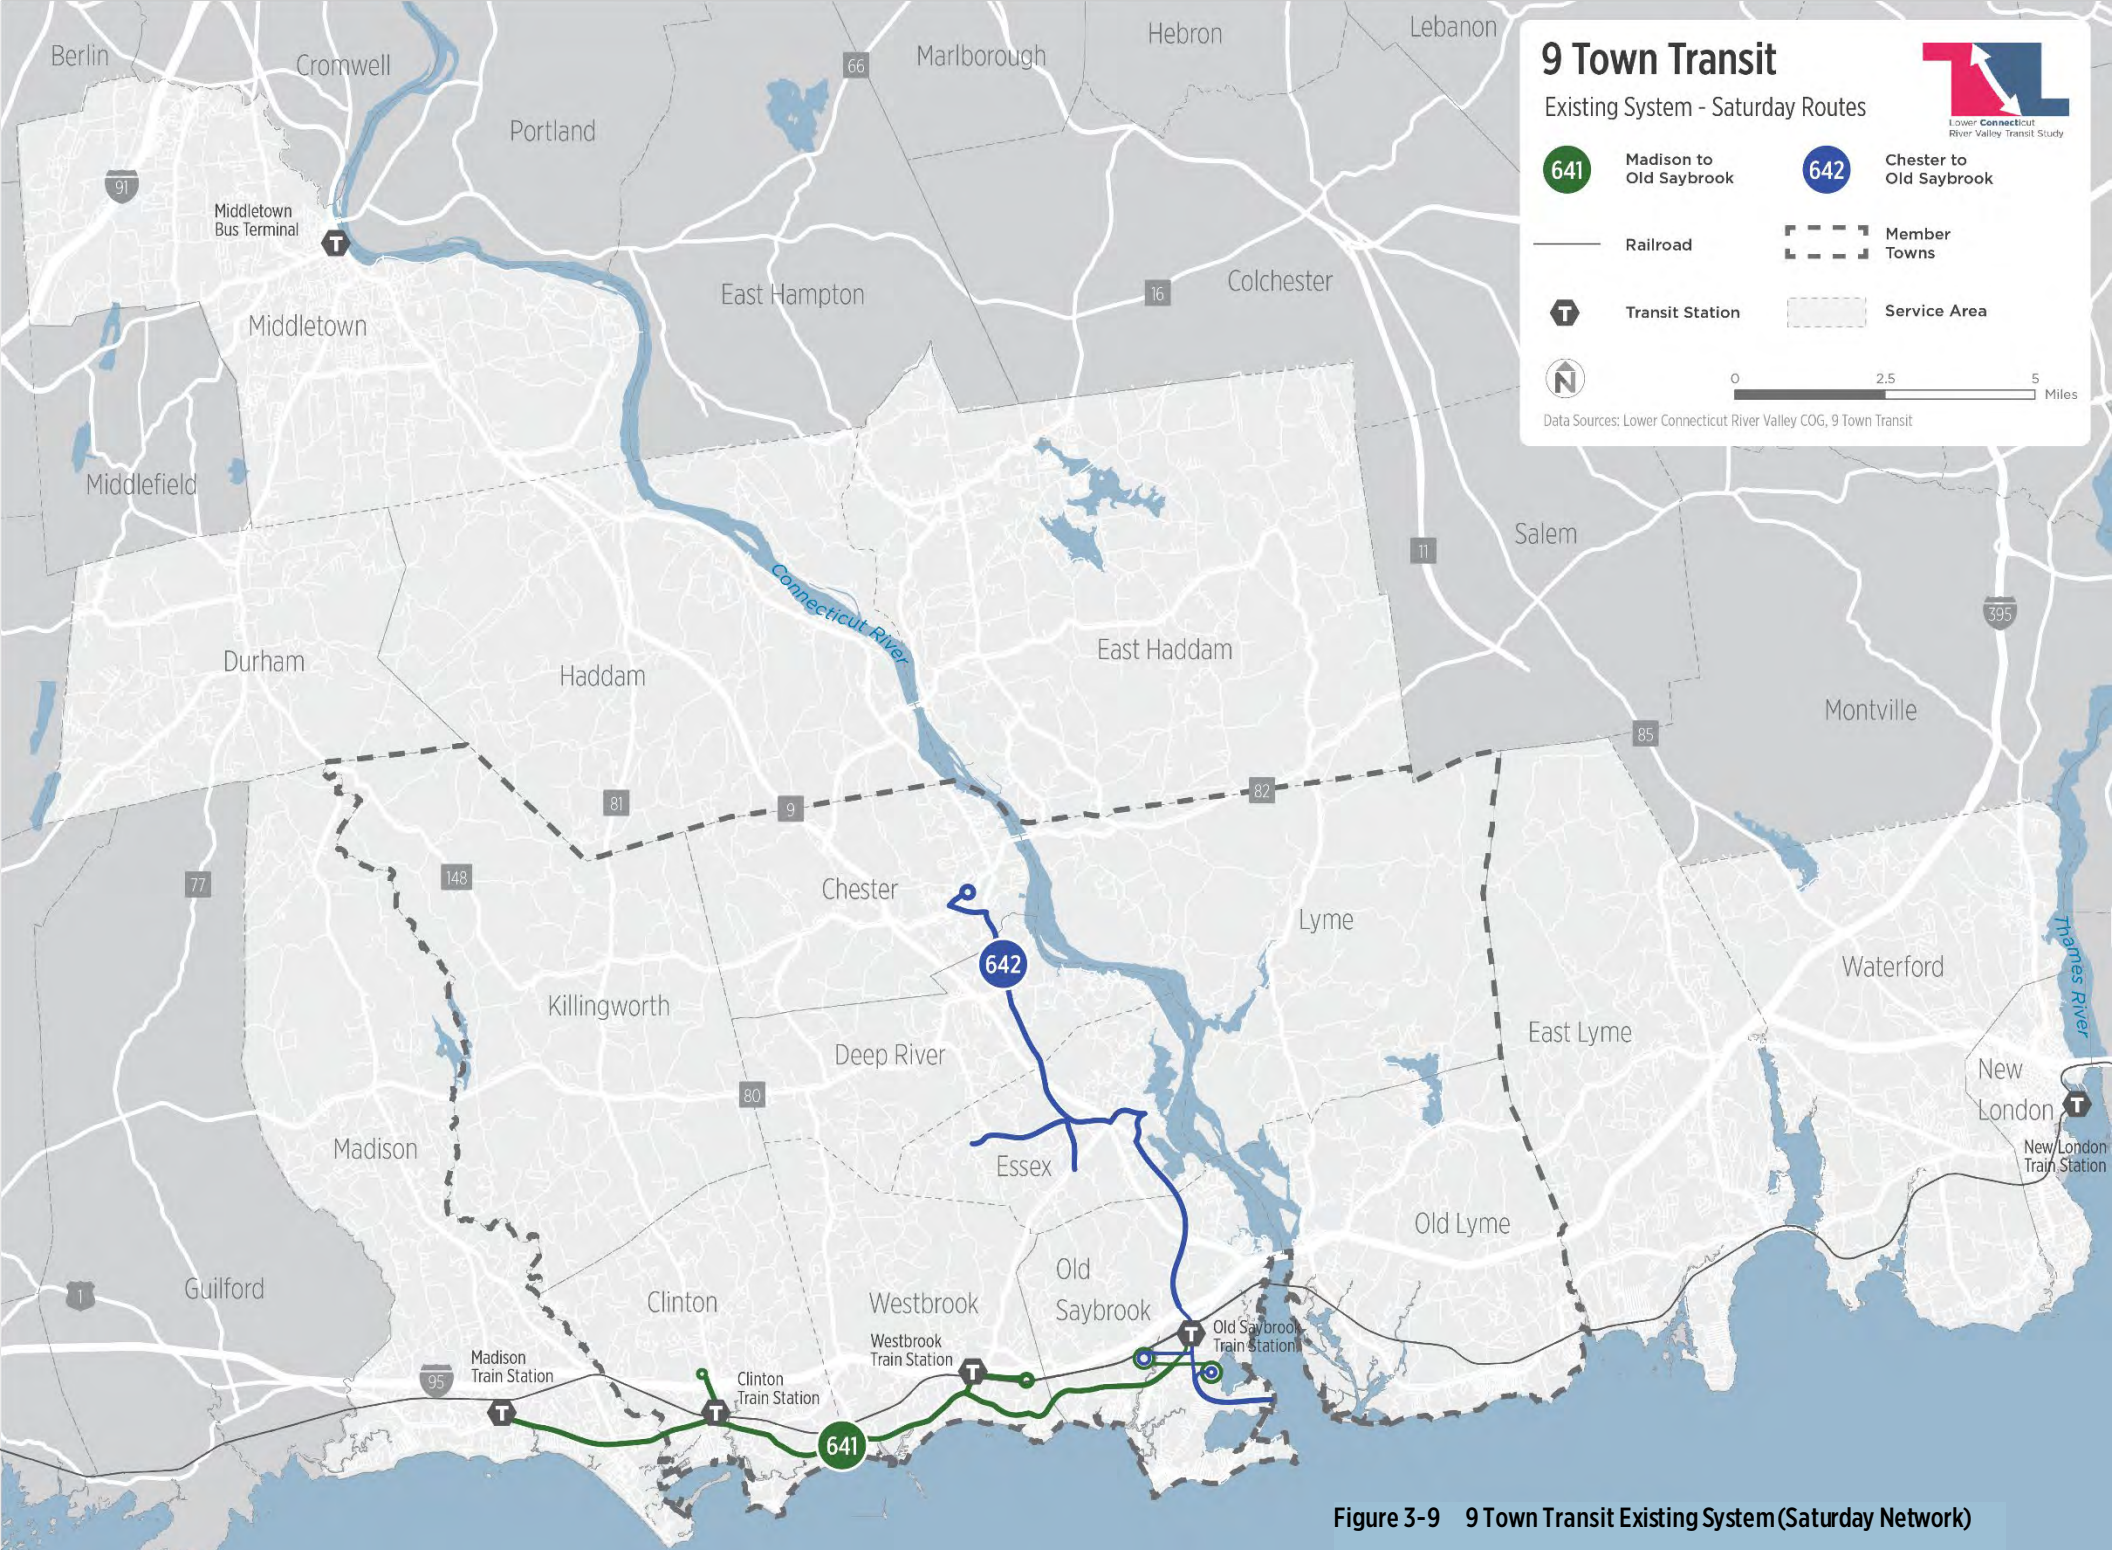 9 Town Transit
Existing System - Saturday Routes
Lower Connecticut
River Valley Transit Study
641
Madison to
Old Saybrook
642
Chester to
Old Saybrook
Railroad
Member
Towns
T
Transit Station
Service Area
N
0
2.5
5
Miles
Data Sources: Lower Connecticut River Valley COG, 9 Town Transit
Berlin
Cromwell
66
Marlborough
Hebron
Lebanon
Portland
91
Middletown
Bus Terminal
T
East Hampton
16
Colchester
Middletown
Middlefield
11
Salem
395
Connecticut River
Durham
Haddam
East Haddam
Montville
85
81
9
82
77
148
Chester
Lyme
642
Waterford
Thames River
Killingworth
East Lyme
Deep River
80
New
London
T
New London
Train Station
Madison
Essex
Old Lyme
1
Guilford
Clinton
Westbrook
Old
Saybrook
Westbrook
Train Station
T
T
Old Saybrook
Train Station
Madison
Train Station
95
T
Clinton
Train Station
T
641
Figure 3-9 9 Town Transit Existing System (Saturday Network)